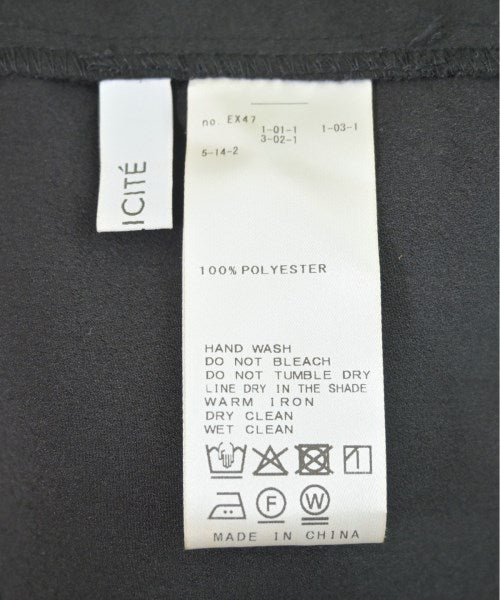 ICITÉ
no. EX47
1-01-1 1-03-1
3-02-1
5-14-2
100% POLYESTER
HAND WASH
DO NOT BLEACH
DO NOT TUMBLE DRY
LINE DRY IN THE SHADE
WARM IRON
DRY CLEAN
WET CLEAN
F W
MADE IN CHINA